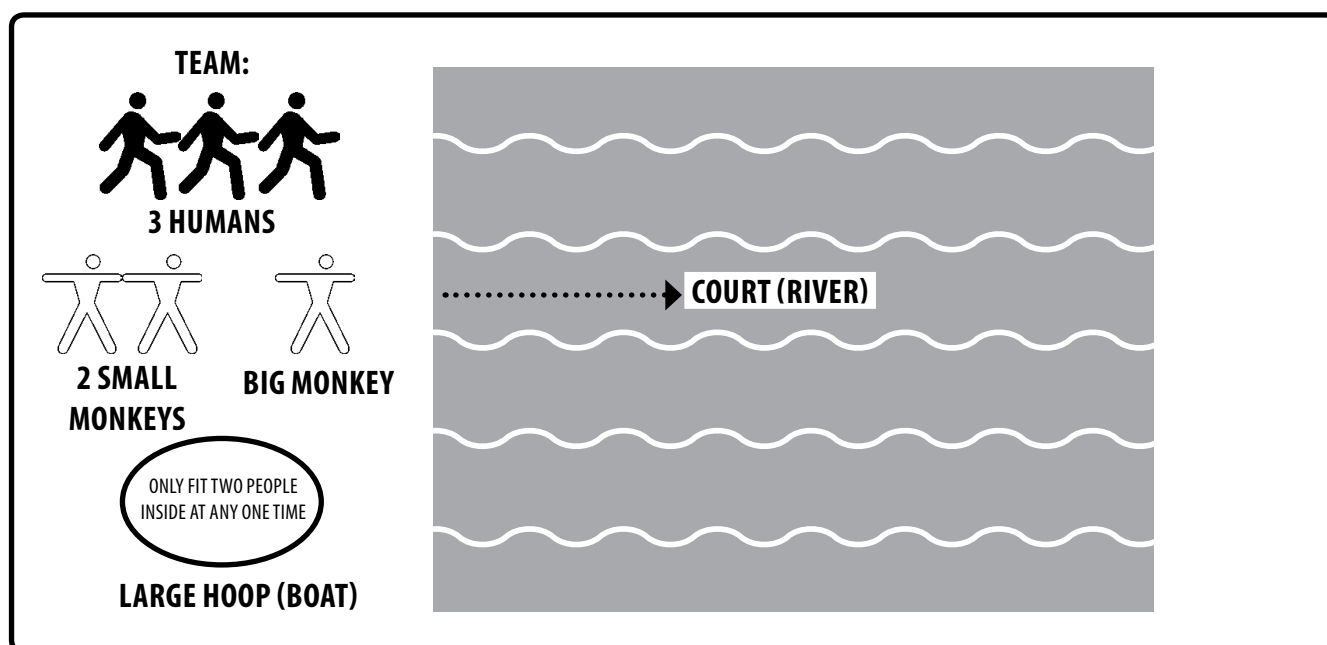 TEAM:
3 HUMANS
2 SMALL
MONKEYS
BIG MONKEY
ONLY FIT TWO PEOPLE
INSIDE AT ANY ONE TIME
LARGE HOOP (BOAT)
COURT (RIVER)